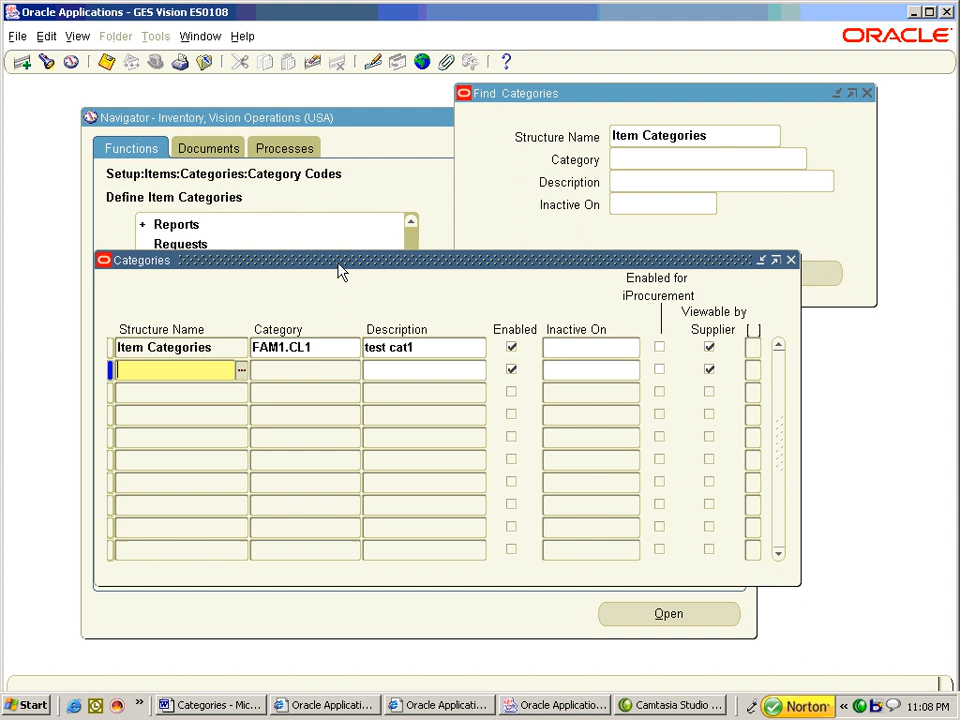 Oracle Applications - GES Vision ES0108
File Edit View Folder Tools Window Help
ORACLE
Find Categories
Structure Name Item Categories
Category
Description
Inactive On
Navigator - Inventory, Vision Operations (USA)
Functions Documents Processes
Setup:Items:Categories:Category Codes
Define Item Categories
+ Reports
Requests
Categories
Enabled for
iProcurement
Viewable by
Structure Name Category Description Enabled Inactive On Supplier [ ]
Item Categories FAM1.CL1 test cat1
Open
Start Categories - Mic... Oracle Applicatio... Oracle Applicatio... Oracle Applicatio... Camtasia Studio ... Norton 11:08 PM